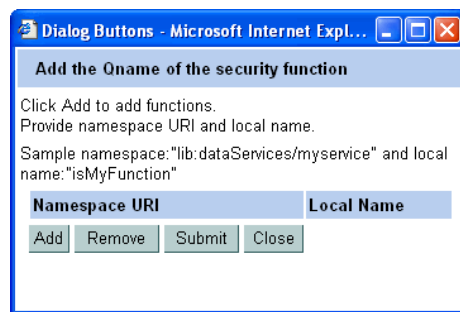 Dialog Buttons - Microsoft Internet Expl...
Add the Qname of the security function
Click Add to add functions.
Provide namespace URI and local name.
Sample namespace:"lib:dataServices/myservice" and local
name:"isMyFunction"
Namespace URI Local Name
Add Remove Submit Close